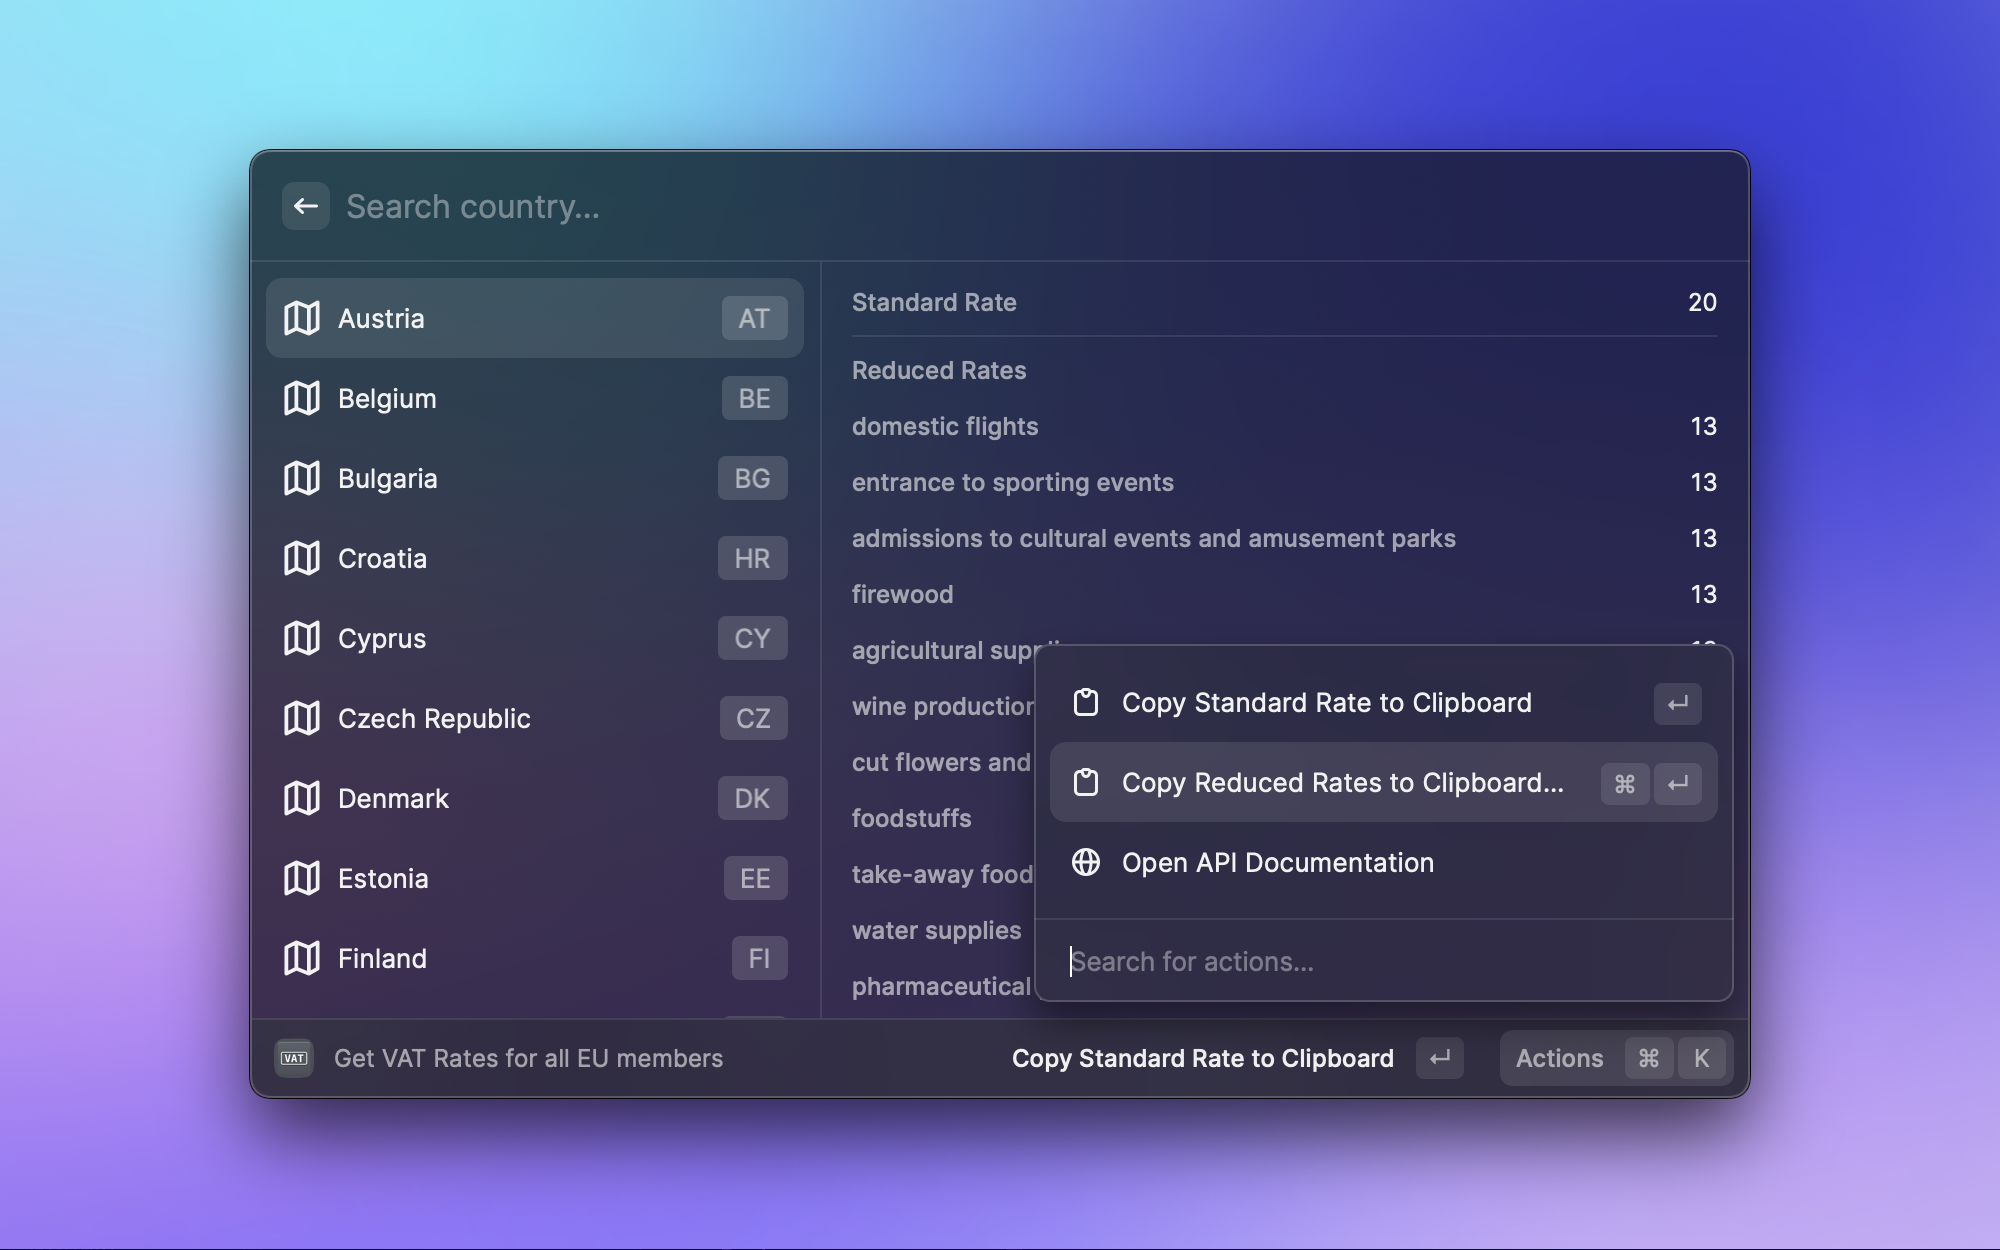 Search country...
Austria AT
Belgium BE
Bulgaria BG
Croatia HR
Cyprus CY
Czech Republic CZ
Denmark DK
Estonia EE
Finland FI
Standard Rate 20
Reduced Rates
domestic flights 13
entrance to sporting events 13
admissions to cultural events and amusement parks 13
firewood 13
agricultural
wine production
cut flowers and
foodstuffs
take-away food
water supplies
pharmaceutical
Copy Standard Rate to Clipboard ↵
Copy Reduced Rates to Clipboard... ⌘ ↵
Open API Documentation
Search for actions...
VAT Get VAT Rates for all EU members
Copy Standard Rate to Clipboard ↵ Actions ⌘ K